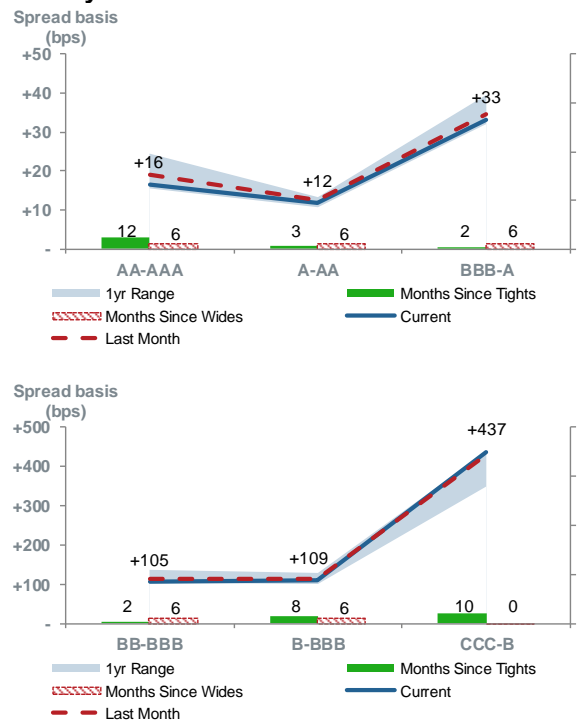 Spread basis
(bps)
+50
+40
+30
+20
+10
-
+16
+12
+33
12
6
3
6
2
6
AA-AAA
A-AA
BBB-A
1yr Range
Months Since Tights
Months Since Wides
Current
Last Month
Spread basis
(bps)
+500
+400
+300
+200
+100
-
+105
+109
+437
2
6
8
6
10
0
BB-BBB
B-BBB
CCC-B
1yr Range
Months Since Tights
Months Since Wides
Current
Last Month